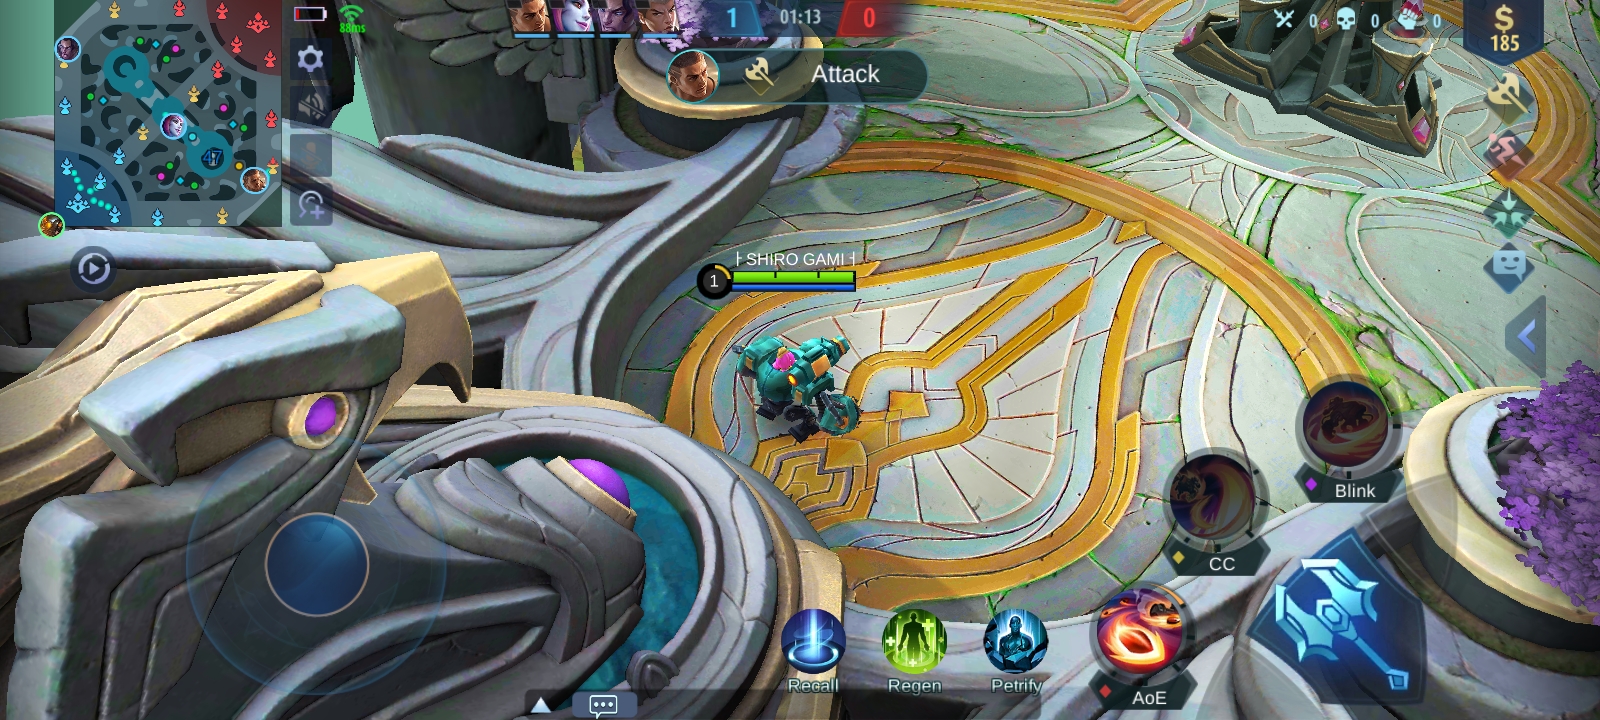 88ms
1
01:13
0
0
0
0
$
185
Attack
47
SHIRO GAMI
1
Blink
CC
AoE
Recall
Regen
Petrify